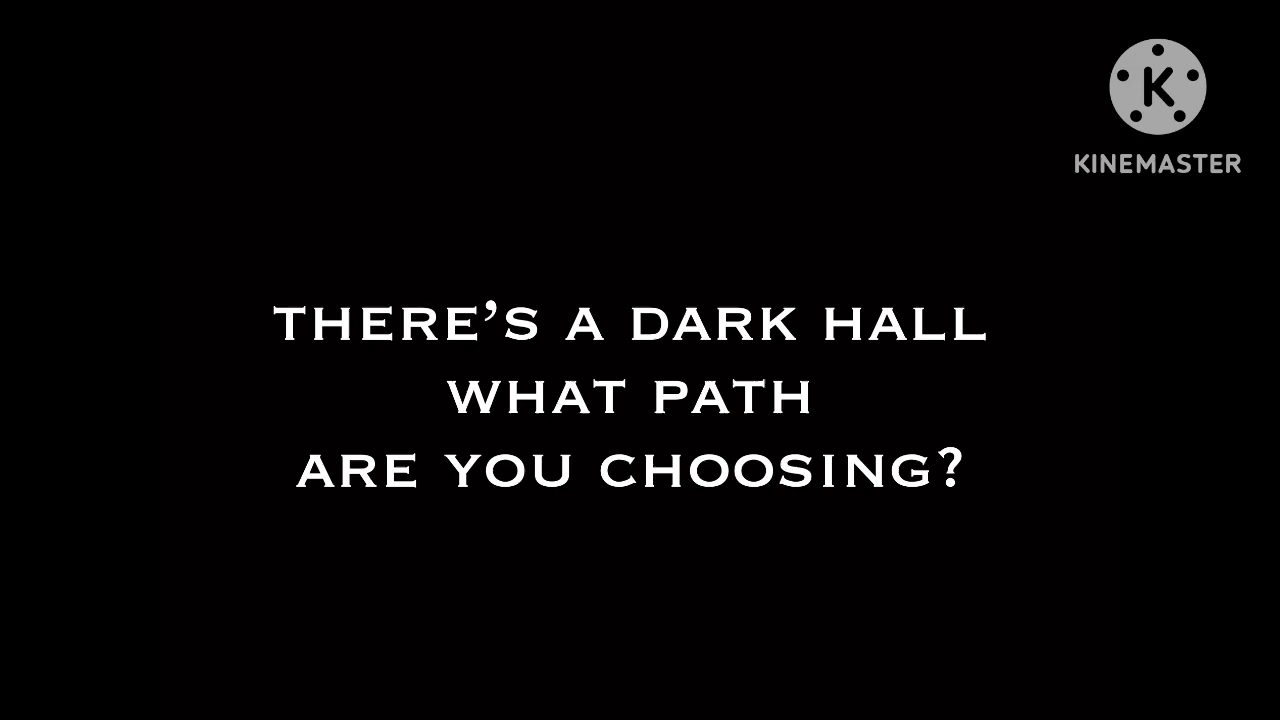 K
KINEMASTER
THERE’S A DARK HALL
WHAT PATH
ARE YOU CHOOSING?